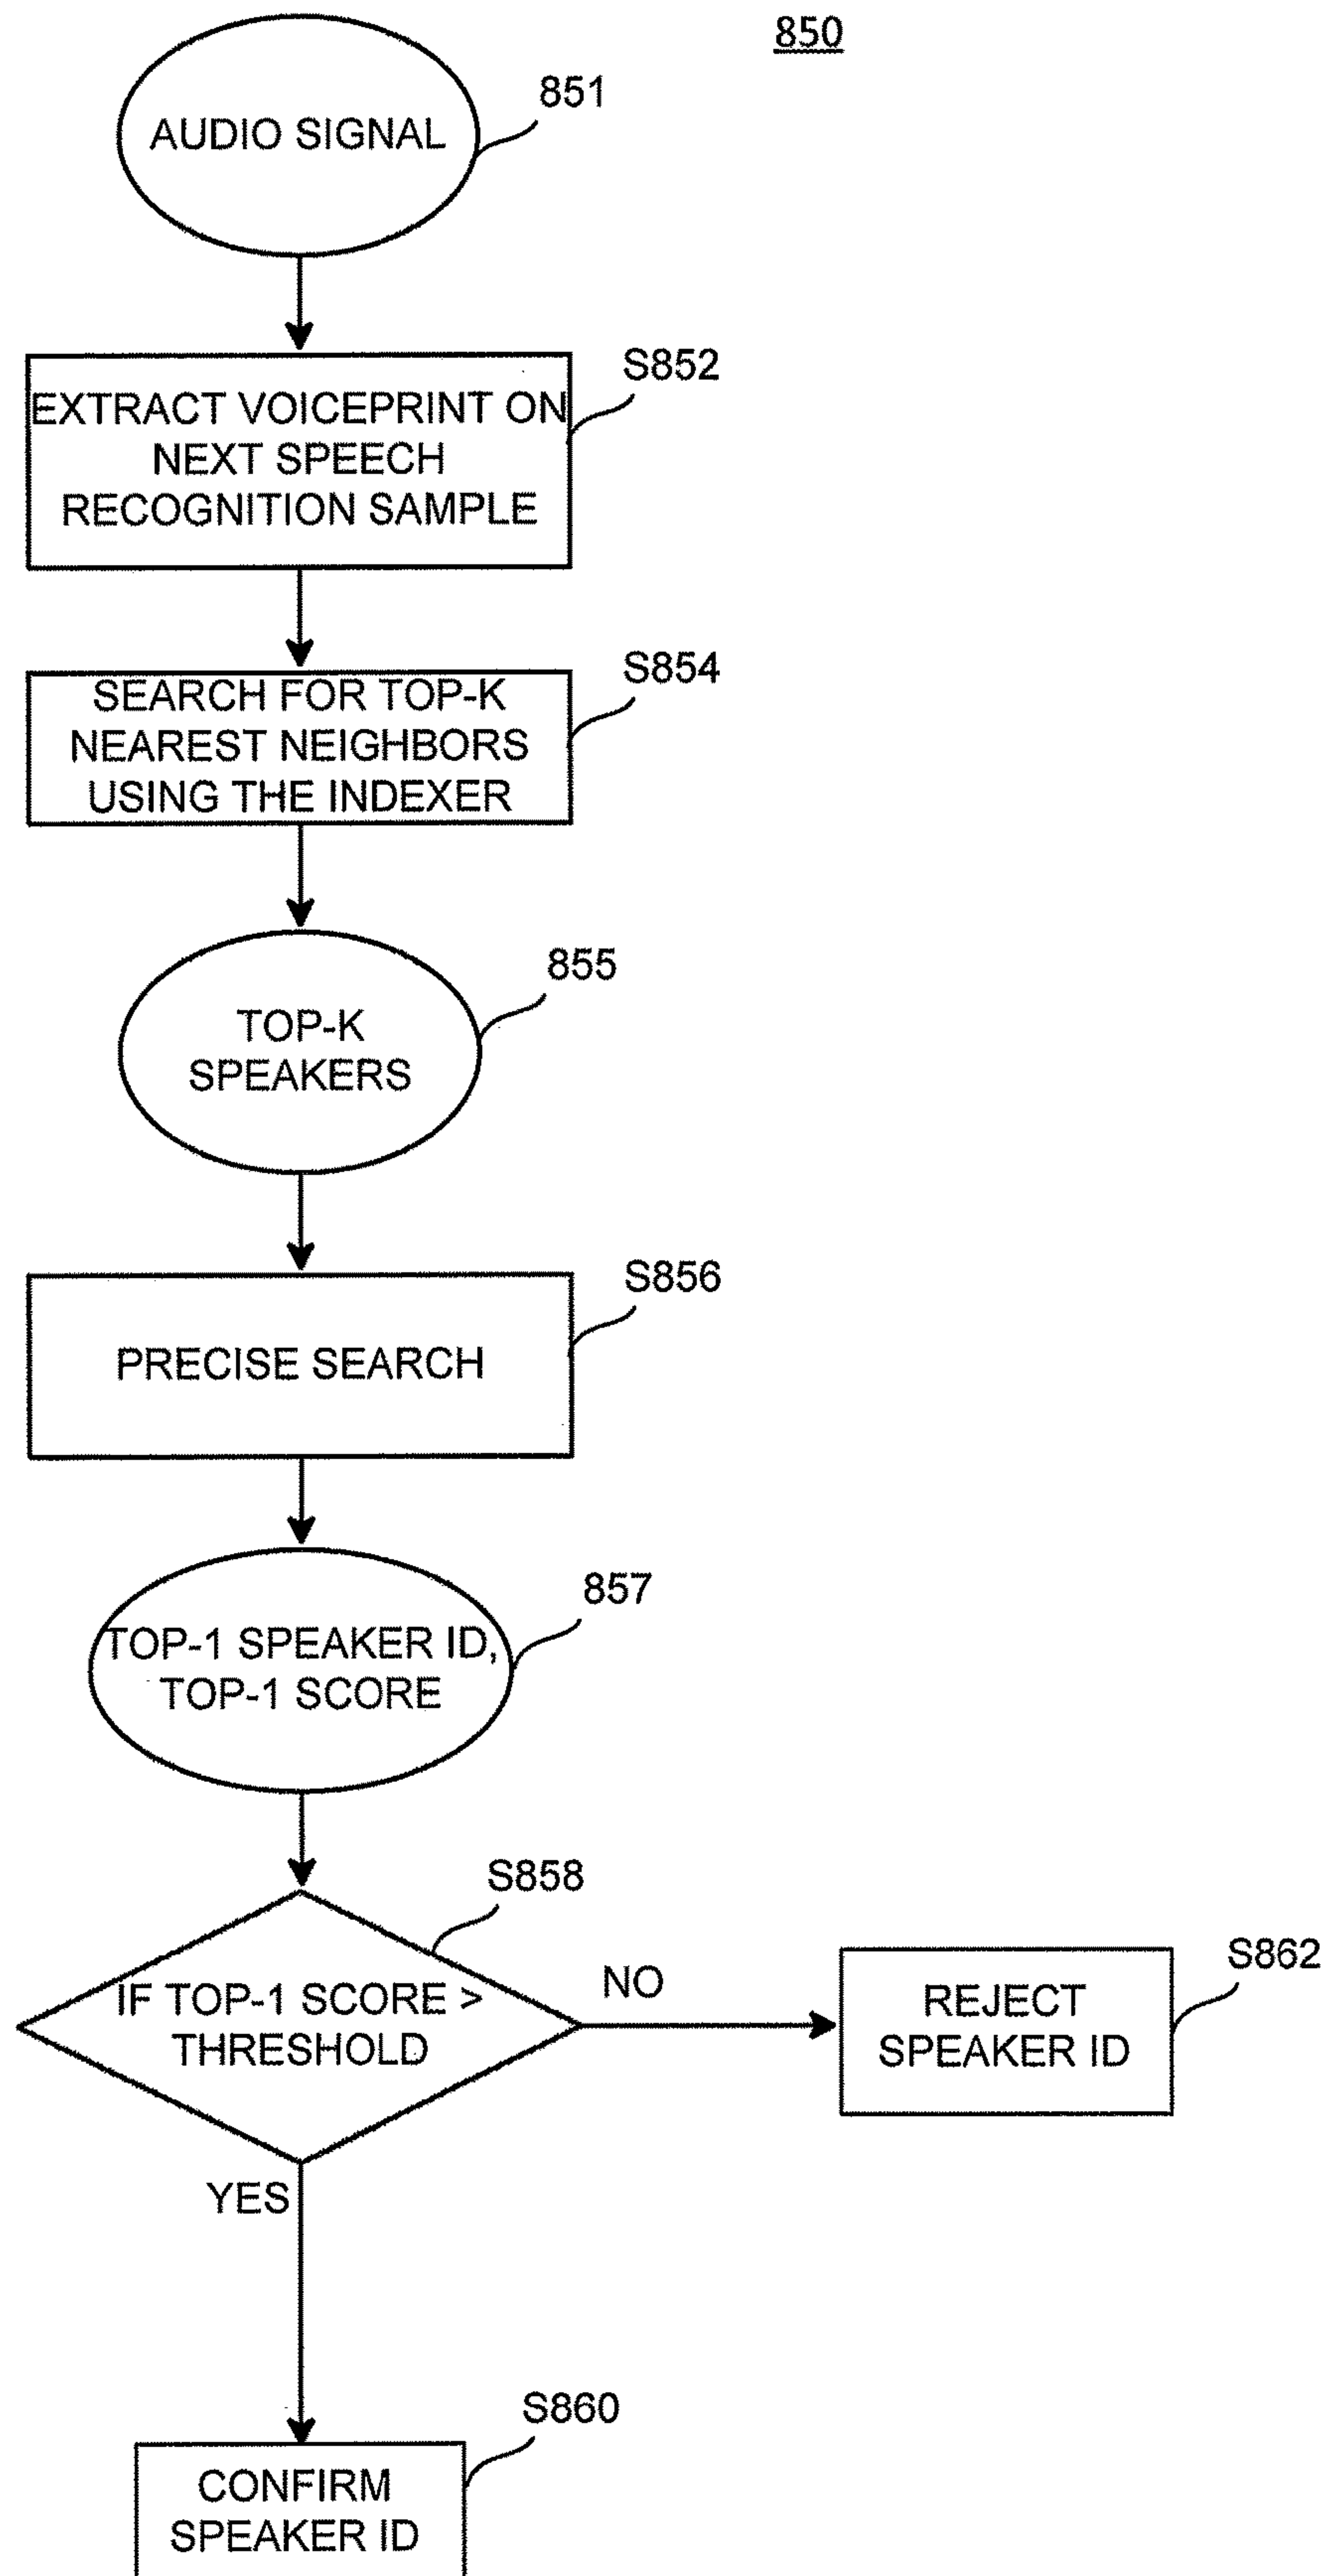 850
851
AUDIO SIGNAL
S852
EXTRACT VOICEPRINT ON
NEXT SPEECH
RECOGNITION SAMPLE
S854
SEARCH FOR TOP-K
NEAREST NEIGHBORS
USING THE INDEXER
855
TOP-K
SPEAKERS
S856
PRECISE SEARCH
857
TOP-1 SPEAKER ID,
TOP-1 SCORE
S858
IF TOP-1 SCORE >
THRESHOLD
NO
S862
REJECT
SPEAKER ID
YES
S860
CONFIRM
SPEAKER ID